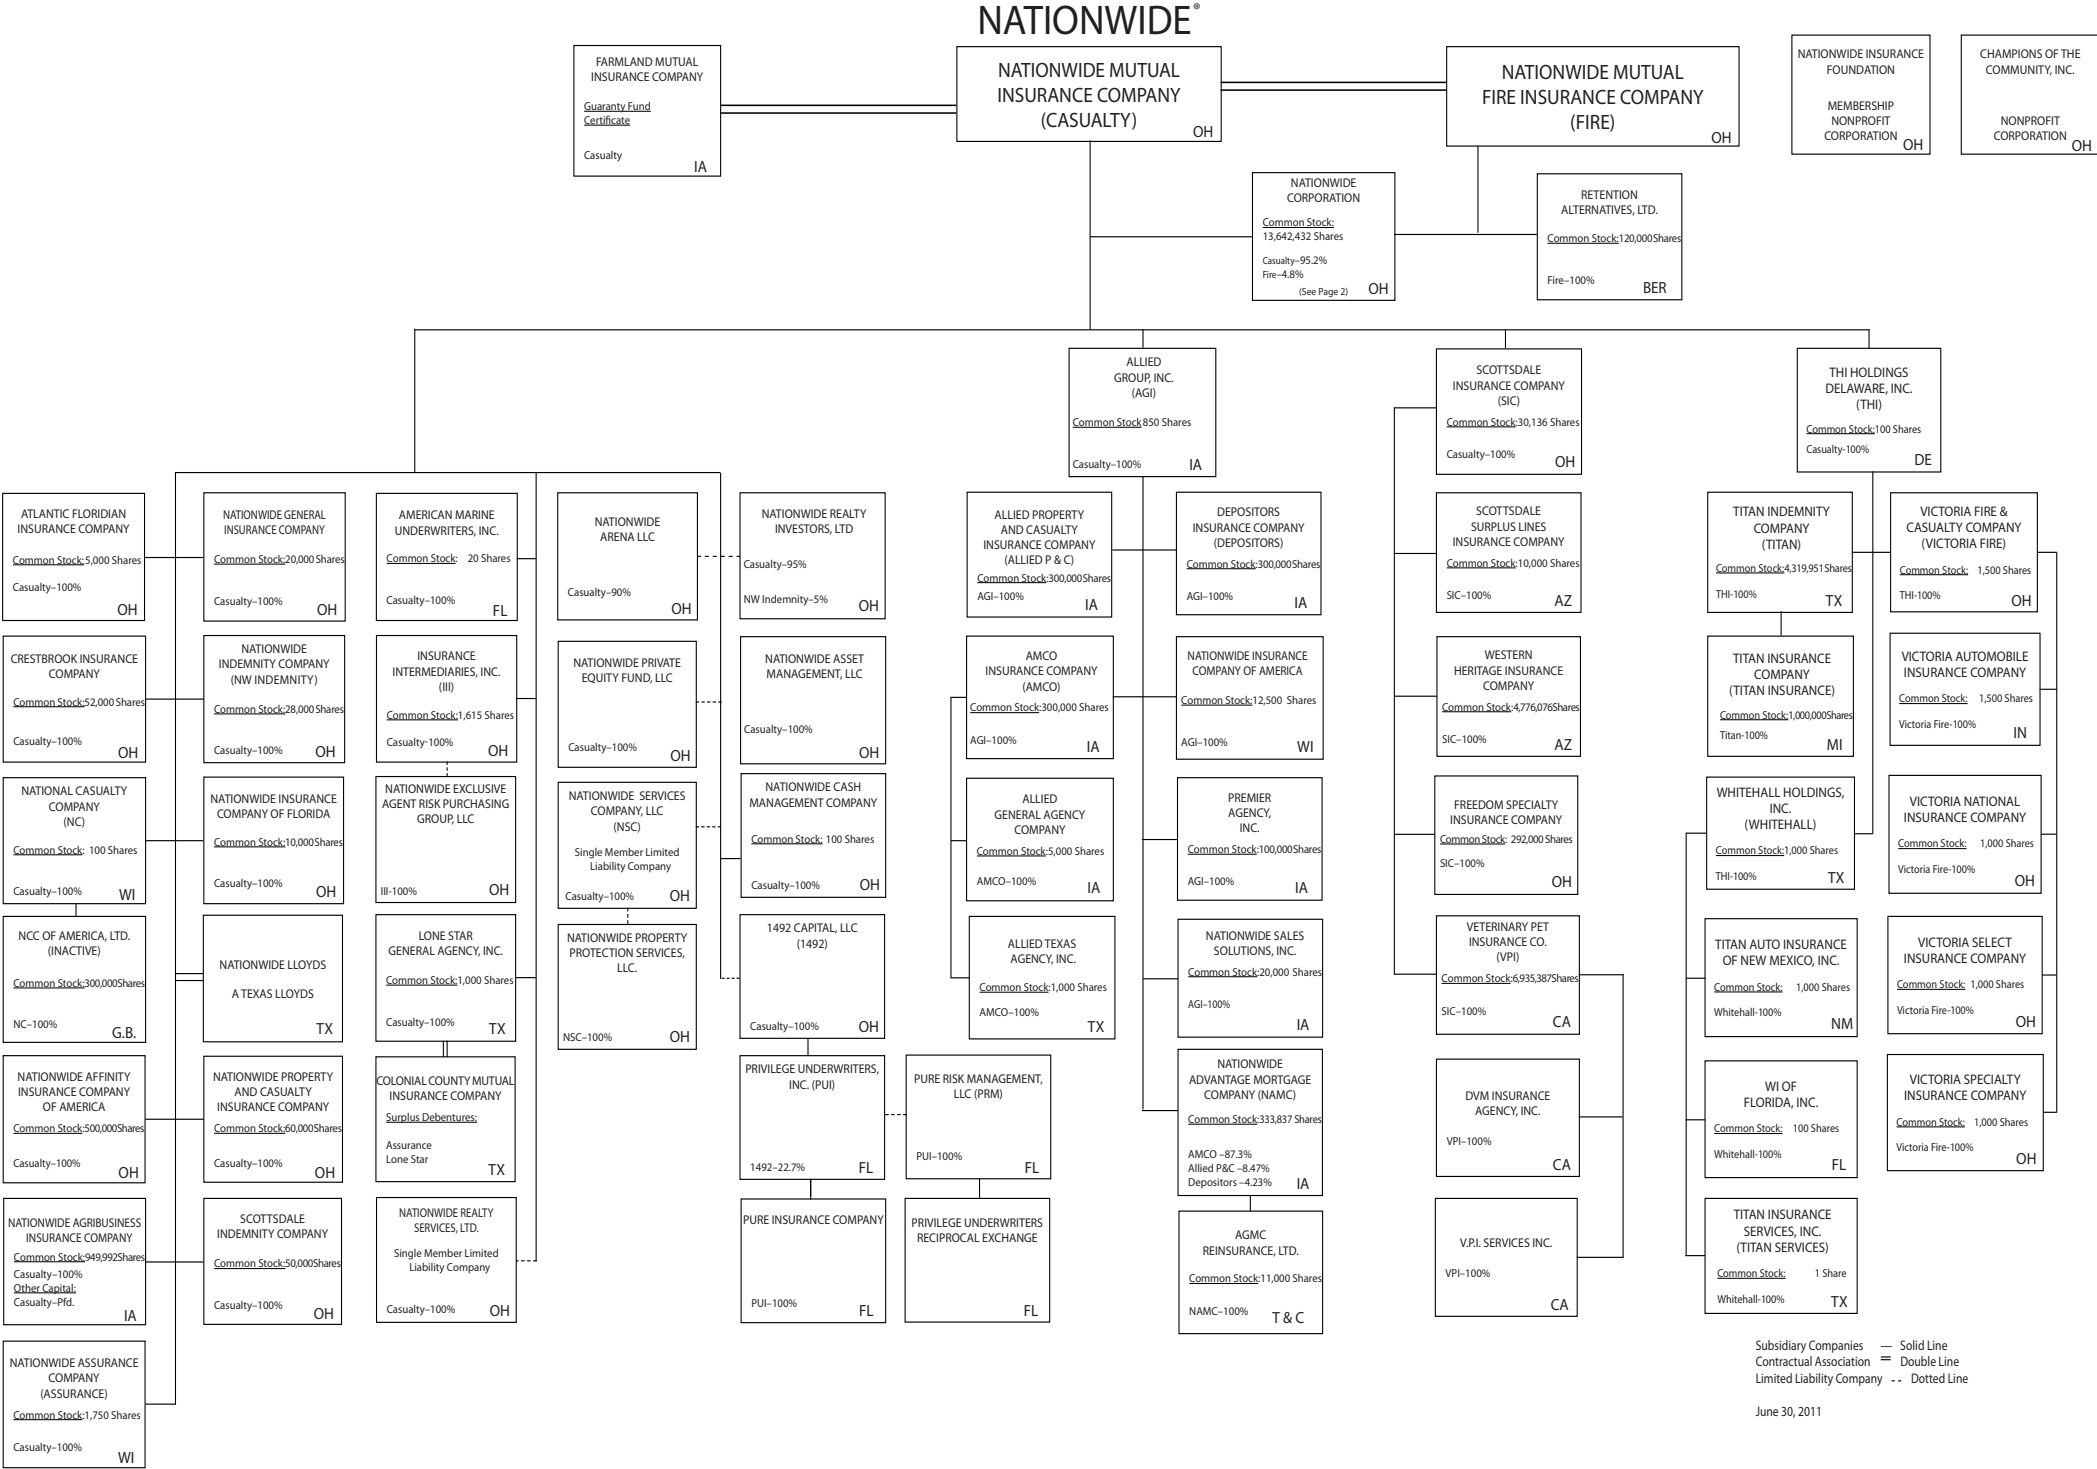 NATIONWIDE®
FARMLAND MUTUAL
INSURANCE COMPANY
Guaranty Fund
Certificate
Casualty
IA
NATIONWIDE MUTUAL
INSURANCE COMPANY
(CASUALTY)
OH
NATIONWIDE MUTUAL
FIRE INSURANCE COMPANY
(FIRE)
OH
NATIONWIDE INSURANCE
FOUNDATION
MEMBERSHIP
NONPROFIT
CORPORATION
OH
CHAMPIONS OF THE
COMMUNITY, INC.
NONPROFIT
CORPORATION
OH
NATIONWIDE
CORPORATION
Common Stock:
13,642,432 Shares
Casualty–95.2%
Fire–4.8%
(See Page 2)
OH
RETENTION
ALTERNATIVES, LTD.
Common Stock:120,000Shares
Fire–100%
BER
ALLIED
GROUP, INC.
(AGI)
Common Stock 850 Shares
Casualty–100%
IA
SCOTTSDALE
INSURANCE COMPANY
(SIC)
Common Stock:30,136 Shares
Casualty–100%
OH
THI HOLDINGS
DELAWARE, INC.
(THI)
Common Stock:100 Shares
Casualty-100%
DE
ATLANTIC FLORIDIAN
INSURANCE COMPANY
Common Stock:5,000 Shares
Casualty–100%
OH
NATIONWIDE GENERAL
INSURANCE COMPANY
Common Stock:20,000 Shares
Casualty–100%
OH
AMERICAN MARINE
UNDERWRITERS, INC.
Common Stock: 20 Shares
Casualty–100%
FL
NATIONWIDE
ARENA LLC
Casualty–90%
OH
NATIONWIDE REALTY
INVESTORS, LTD
Casualty–95%
NW Indemnity–5%
OH
ALLIED PROPERTY
AND CASUALTY
INSURANCE COMPANY
(ALLIED P & C)
Common Stock:300,000Shares
AGI–100%
IA
DEPOSITORS
INSURANCE COMPANY
(DEPOSITORS)
Common Stock:300,000Shares
AGI–100%
IA
SCOTTSDALE
SURPLUS LINES
INSURANCE COMPANY
Common Stock:10,000 Shares
SIC–100%
AZ
TITAN INDEMNITY
COMPANY
(TITAN)
Common Stock:4,319,951Shares
THI-100%
TX
VICTORIA FIRE &
CASUALTY COMPANY
(VICTORIA FIRE)
Common Stock: 1,500 Shares
THI-100%
OH
CRESTBROOK INSURANCE
COMPANY
Common Stock:52,000 Shares
Casualty–100%
OH
NATIONWIDE
INDEMNITY COMPANY
(NW INDEMNITY)
Common Stock:28,000Shares
Casualty–100%
OH
INSURANCE
INTERMEDIARIES, INC.
(III)
Common Stock:1,615 Shares
Casualty-100%
OH
NATIONWIDE PRIVATE
EQUITY FUND, LLC
Casualty–100%
OH
NATIONWIDE ASSET
MANAGEMENT, LLC
Casualty–100%
OH
AMCO
INSURANCE COMPANY
(AMCO)
Common Stock:300,000 Shares
AGI–100%
IA
NATIONWIDE INSURANCE
COMPANY OF AMERICA
Common Stock:12,500 Shares
AGI–100%
WI
WESTERN
HERITAGE INSURANCE
COMPANY
Common Stock:4,776,076Shares
SIC–100%
AZ
TITAN INSURANCE
COMPANY
(TITAN INSURANCE)
Common Stock:1,000,000Shares
Titan-100%
MI
VICTORIA AUTOMOBILE
INSURANCE COMPANY
Common Stock: 1,500 Shares
Victoria Fire-100%
IN
NATIONAL CASUALTY
COMPANY
(NC)
Common Stock: 100 Shares
Casualty–100%
WI
NATIONWIDE INSURANCE
COMPANY OF FLORIDA
Common Stock:10,000Shares
Casualty–100%
OH
NATIONWIDE EXCLUSIVE
AGENT RISK PURCHASING
GROUP, LLC
III-100%
OH
NATIONWIDE SERVICES
COMPANY, LLC
(NSC)
Single Member Limited
Liability Company
Casualty–100%
OH
NATIONWIDE CASH
MANAGEMENT COMPANY
Common Stock: 100 Shares
Casualty–100%
OH
ALLIED
GENERAL AGENCY
COMPANY
Common Stock:5,000 Shares
AMCO–100%
IA
PREMIER
AGENCY,
INC.
Common Stock:100,000Shares
AGI–100%
IA
FREEDOM SPECIALTY
INSURANCE COMPANY
Common Stock: 292,000 Shares
SIC–100%
OH
WHITEHALL HOLDINGS,
INC.
(WHITEHALL)
Common Stock:1,000 Shares
THI-100%
TX
VICTORIA NATIONAL
INSURANCE COMPANY
Common Stock: 1,000 Shares
Victoria Fire-100%
OH
NCC OF AMERICA, LTD.
(INACTIVE)
Common Stock:300,000Shares
NC–100%
G.B.
NATIONWIDE LLOYDS
A TEXAS LLOYDS
TX
LONE STAR
GENERAL AGENCY, INC.
Common Stock:1,000 Shares
Casualty–100%
TX
NATIONWIDE PROPERTY
PROTECTION SERVICES,
LLC.
NSC–100%
OH
1492 CAPITAL, LLC
(1492)
Casualty–100%
OH
ALLIED TEXAS
AGENCY, INC.
Common Stock:1,000 Shares
AMCO–100%
TX
NATIONWIDE SALES
SOLUTIONS, INC.
Common Stock:20,000 Shares
AGI–100%
IA
VETERINARY PET
INSURANCE CO.
(VPI)
Common Stock:6,935,387Shares
SIC–100%
CA
TITAN AUTO INSURANCE
OF NEW MEXICO, INC.
Common Stock: 1,000 Shares
Whitehall-100%
NM
VICTORIA SELECT
INSURANCE COMPANY
Common Stock: 1,000 Shares
Victoria Fire-100%
OH
NATIONWIDE AFFINITY
INSURANCE COMPANY
OF AMERICA
Common Stock:500,000Shares
Casualty–100%
OH
NATIONWIDE PROPERTY
AND CASUALTY
INSURANCE COMPANY
Common Stock:60,000Shares
Casualty–100%
OH
COLONIAL COUNTY MUTUAL
INSURANCE COMPANY
Surplus Debentures:
Assurance
Lone Star
TX
PRIVILEGE UNDERWRITERS,
INC. (PUI)
1492–22.7%
FL
PURE RISK MANAGEMENT,
LLC (PRM)
PUI–100%
FL
NATIONWIDE
ADVANTAGE MORTGAGE
COMPANY (NAMC)
Common Stock:333,837 Shares
AMCO –87.3%
Allied P&C –8.47%
Depositors –4.23%
IA
DVM INSURANCE
AGENCY, INC.
VPI–100%
CA
WI OF
FLORIDA, INC.
Common Stock: 100 Shares
Whitehall-100%
FL
VICTORIA SPECIALTY
INSURANCE COMPANY
Common Stock: 1,000 Shares
Victoria Fire-100%
OH
NATIONWIDE AGRIBUSINESS
INSURANCE COMPANY
Common Stock:949,992Shares
Casualty–100%
Other Capital:
Casualty–Pfd.
IA
SCOTTSDALE
INDEMNITY COMPANY
Common Stock:50,000Shares
Casualty–100%
OH
NATIONWIDE REALTY
SERVICES, LTD.
Single Member Limited
Liability Company
Casualty–100%
OH
PURE INSURANCE COMPANY
PUI–100%
FL
PRIVILEGE UNDERWRITERS
RECIPROCAL EXCHANGE
FL
AGMC
REINSURANCE, LTD.
Common Stock:11,000 Shares
NAMC–100%
T & C
V.P.I. SERVICES INC.
VPI–100%
CA
TITAN INSURANCE
SERVICES, INC.
(TITAN SERVICES)
Common Stock: 1 Share
Whitehall-100%
TX
NATIONWIDE ASSURANCE
COMPANY
(ASSURANCE)
Common Stock:1,750 Shares
Casualty–100%
WI
Subsidiary Companies — Solid Line
Contractual Association = Double Line
Limited Liability Company -- Dotted Line
June 30, 2011